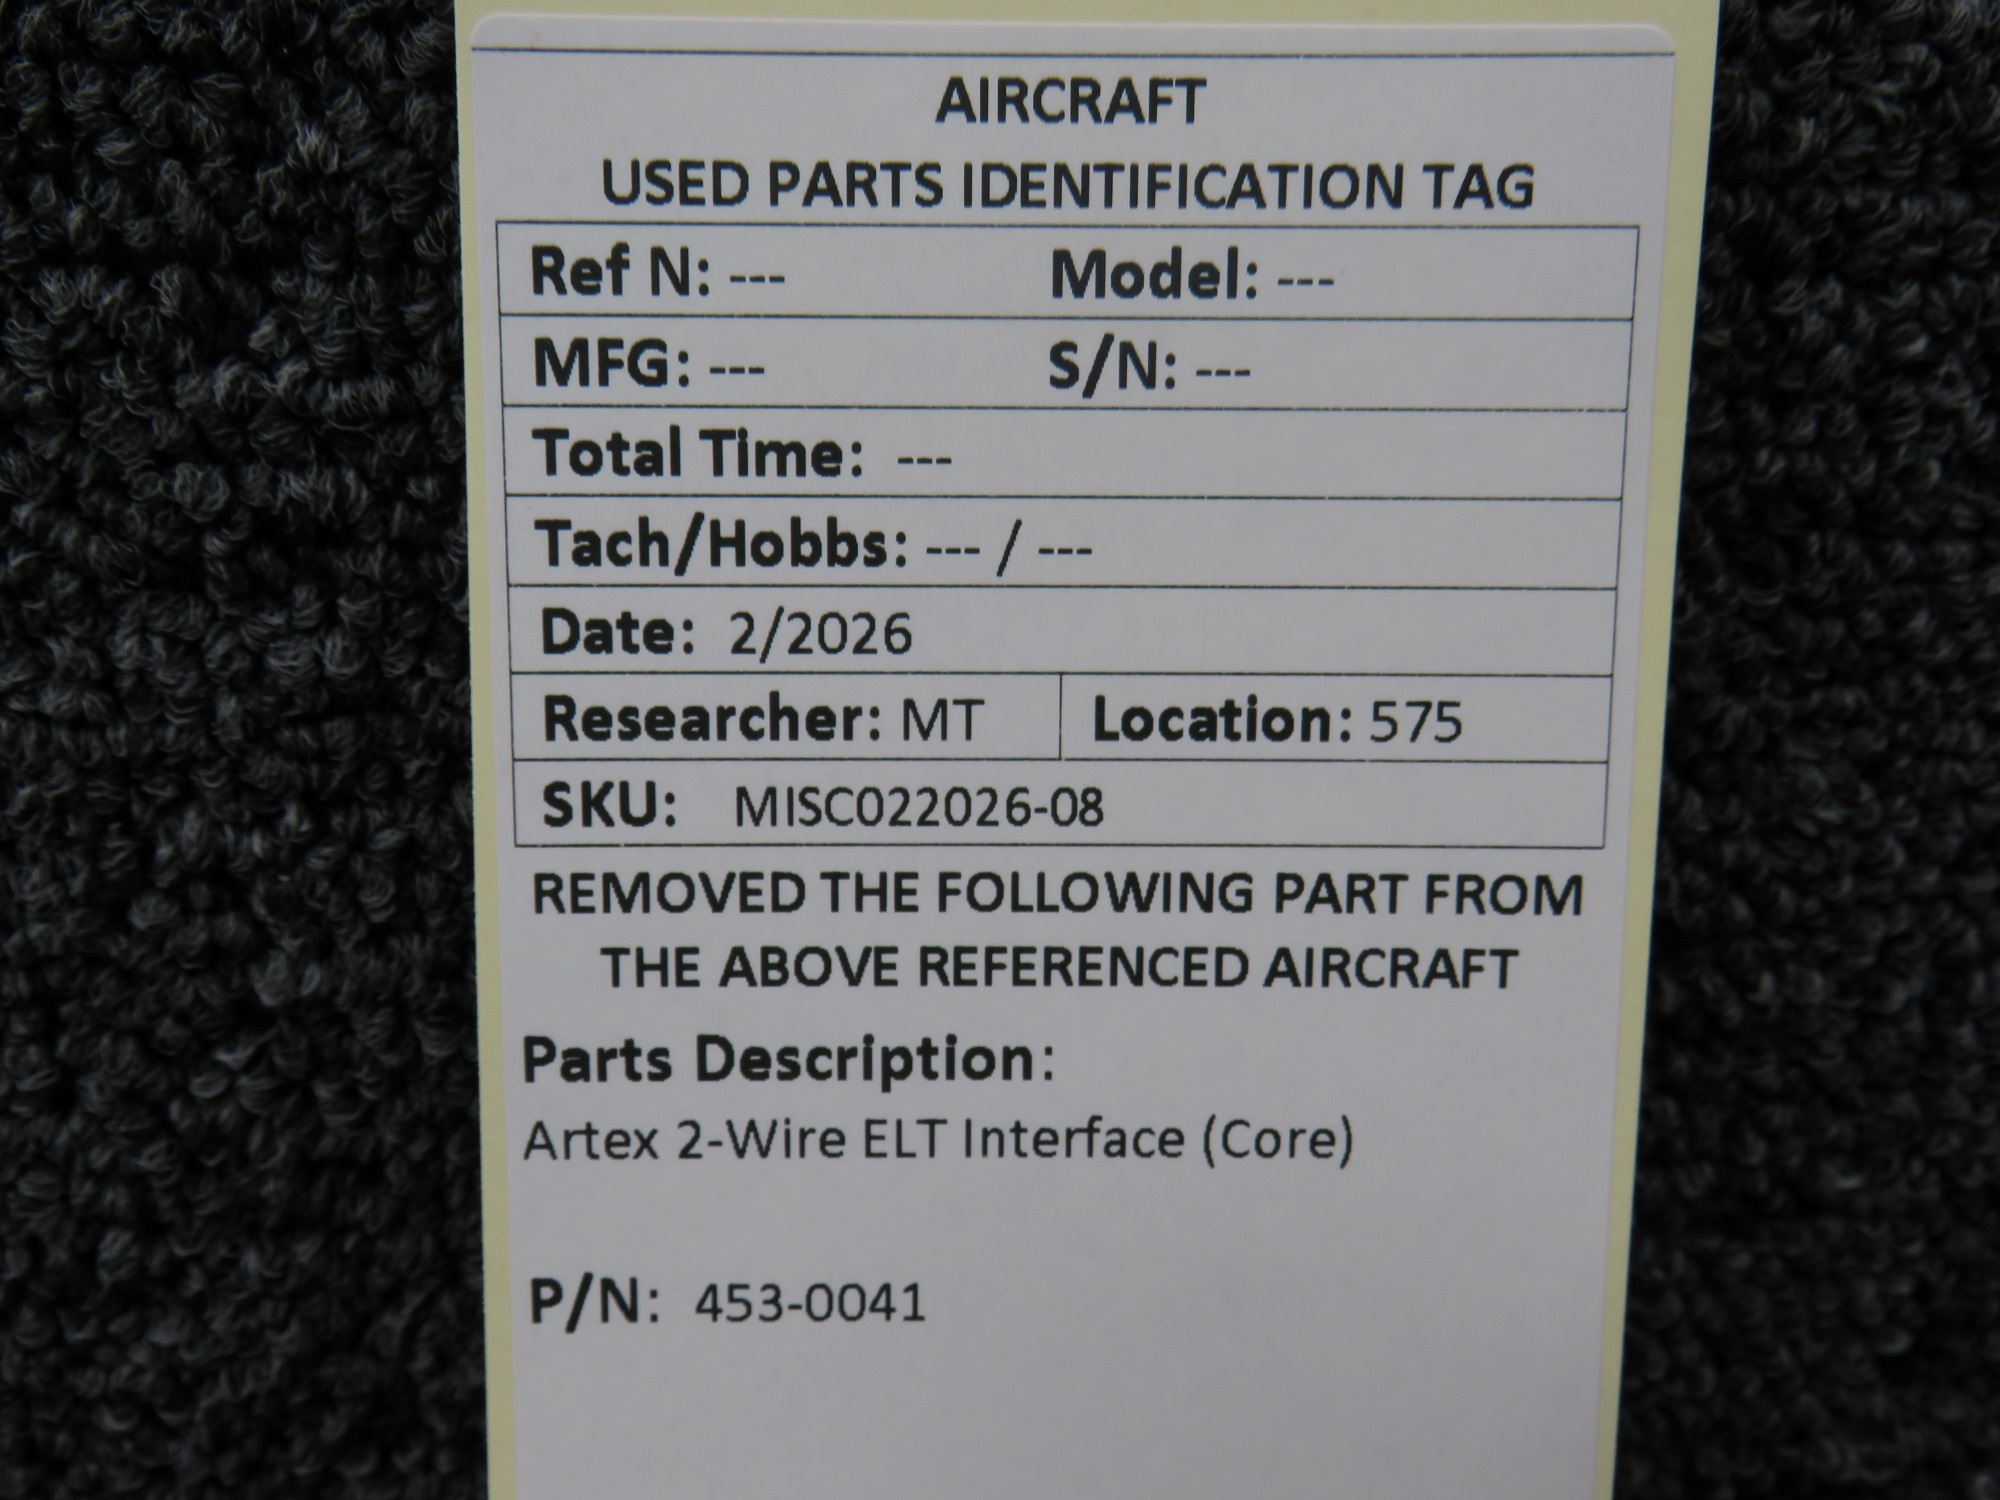 AIRCRAFT
USED PARTS IDENTIFICATION TAG
Ref N: --- Model: ---
MFG: --- S/N: ---
Total Time: ---
Tach/Hobbs: --- / ---
Date: 2/2026
Researcher: MT Location: 575
SKU: MISC022026-08
REMOVED THE FOLLOWING PART FROM
THE ABOVE REFERENCED AIRCRAFT
Parts Description:
Artex 2-Wire ELT Interface (Core)
P/N: 453-0041